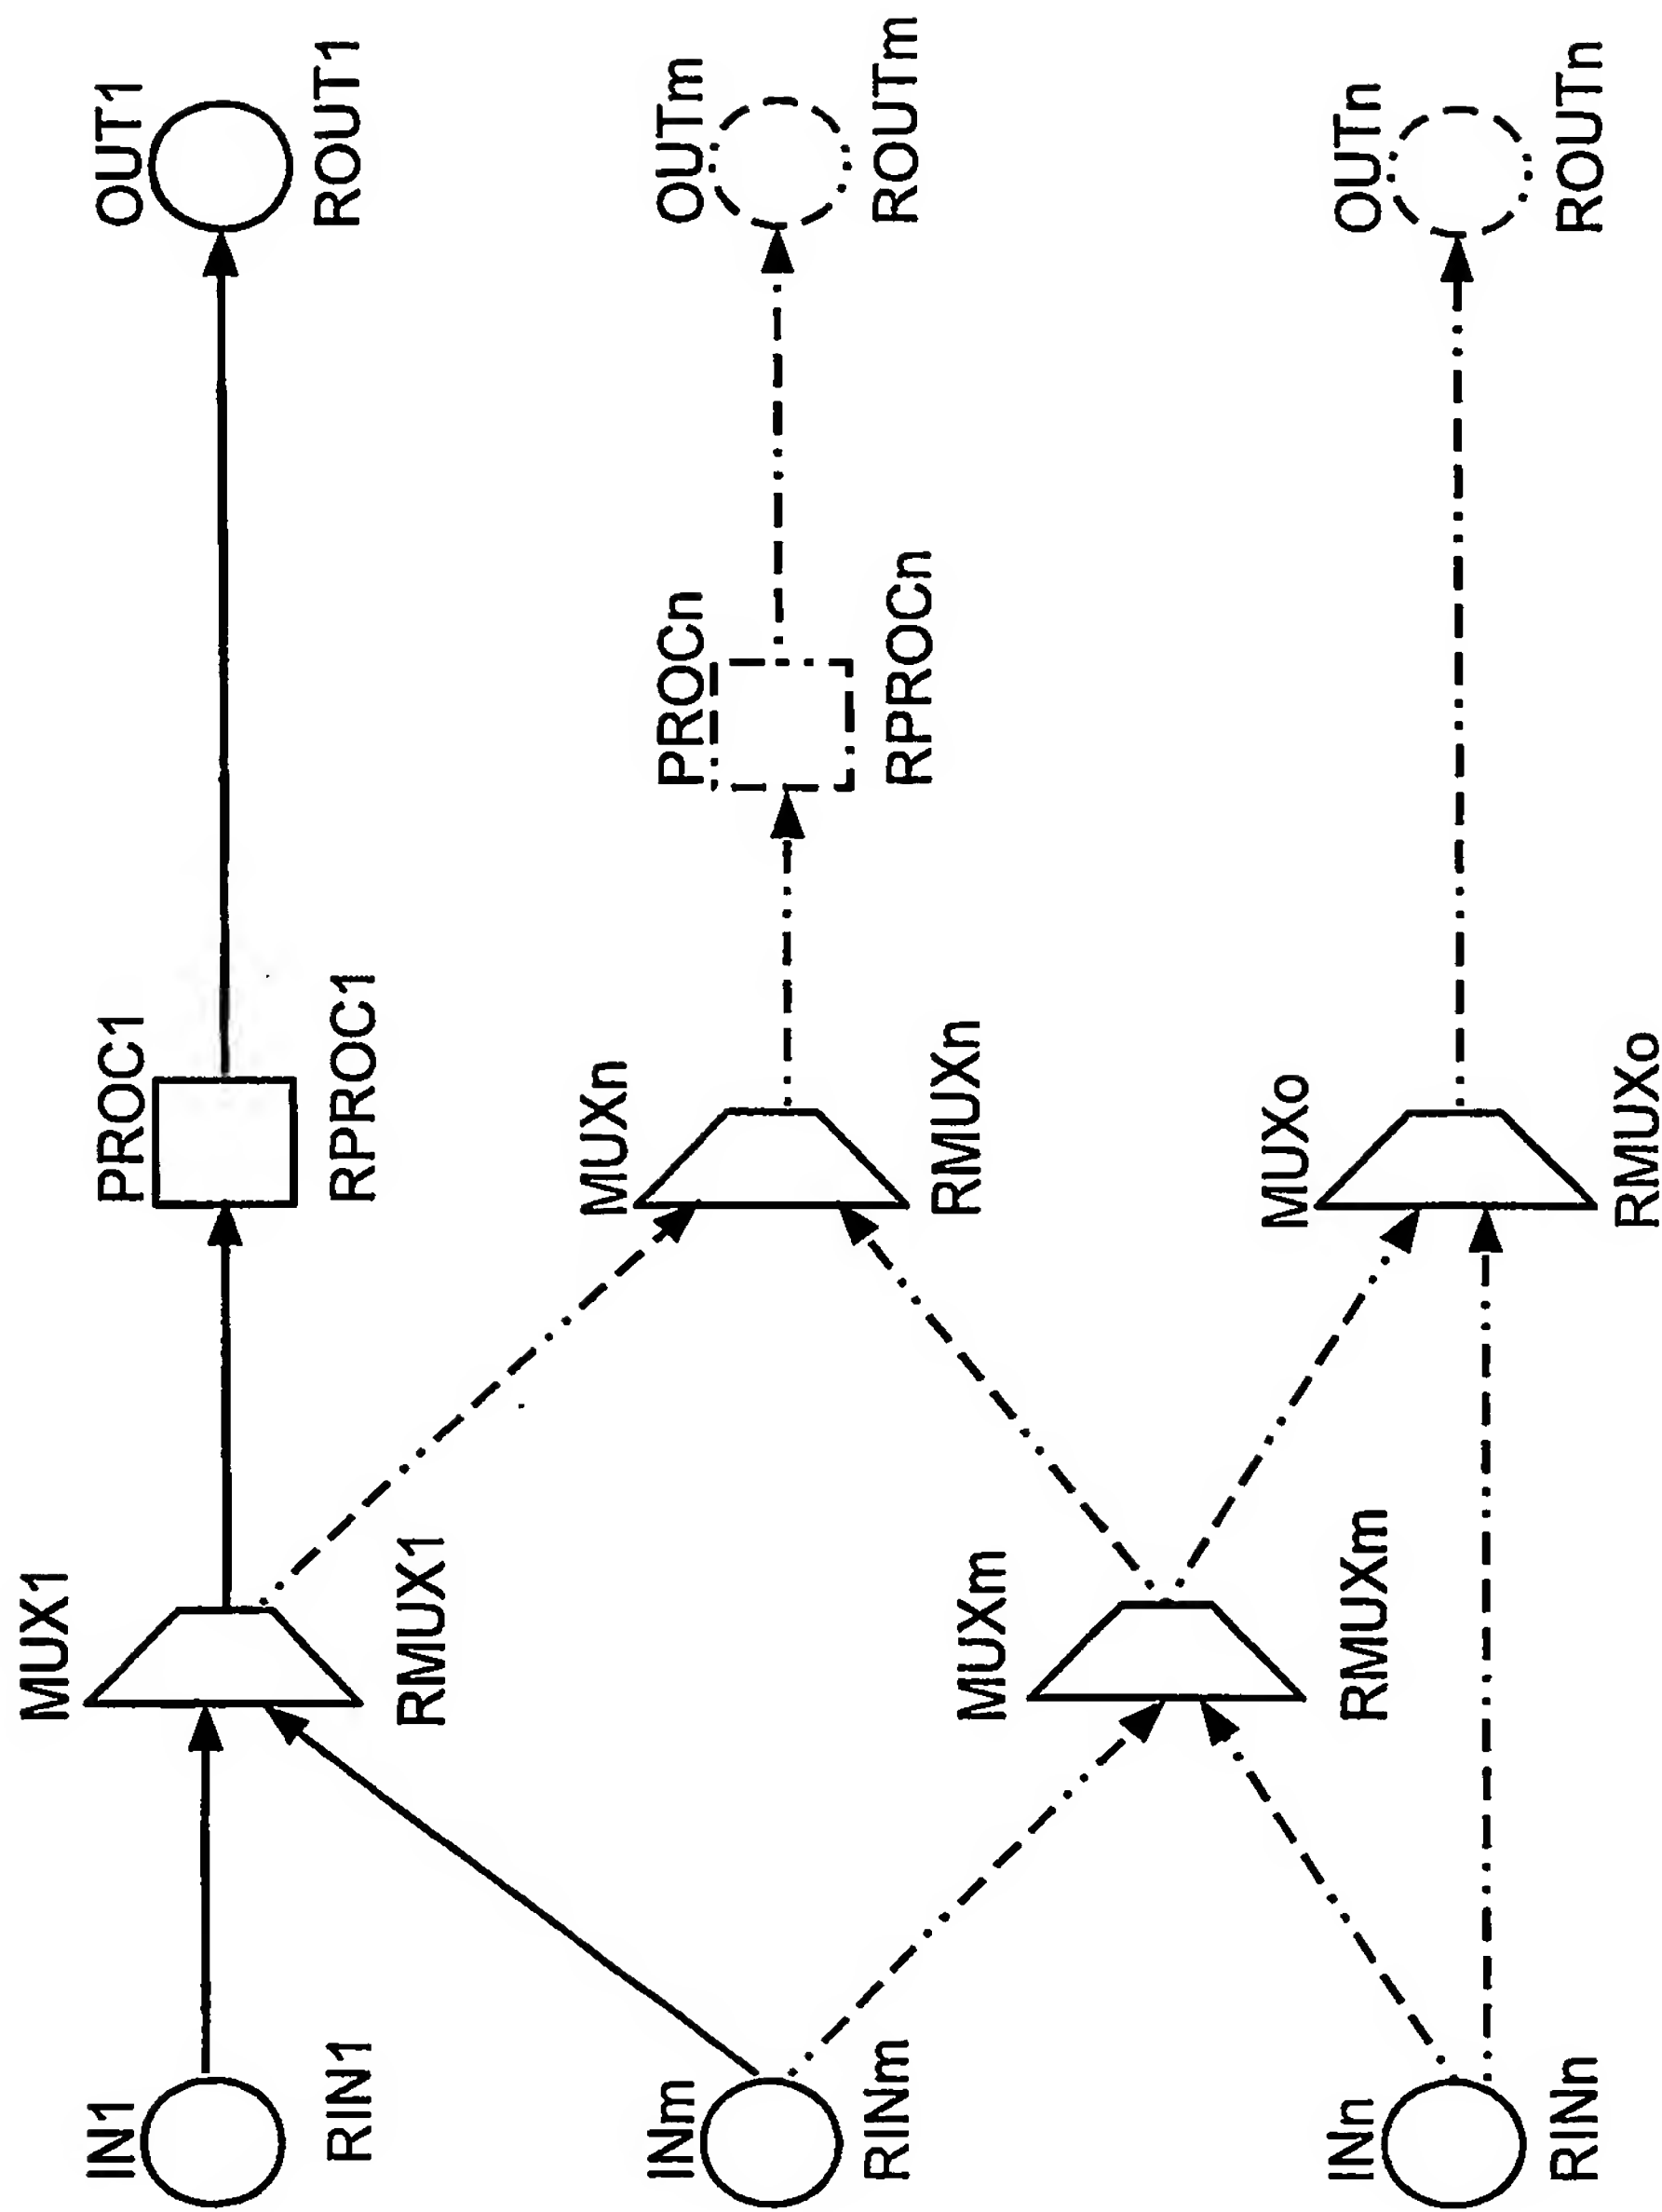 IN1
RIN1
MUX1
RMUX1
PROC1
RPROC1
OUT1
ROUT1
INm
RINm
MUXm
RMUXm
MUXn
RMUXn
PROCn
RPROCn
OUTm
ROUTm
INn
RINn
MUXo
RMUXo
OUTn
ROUTn